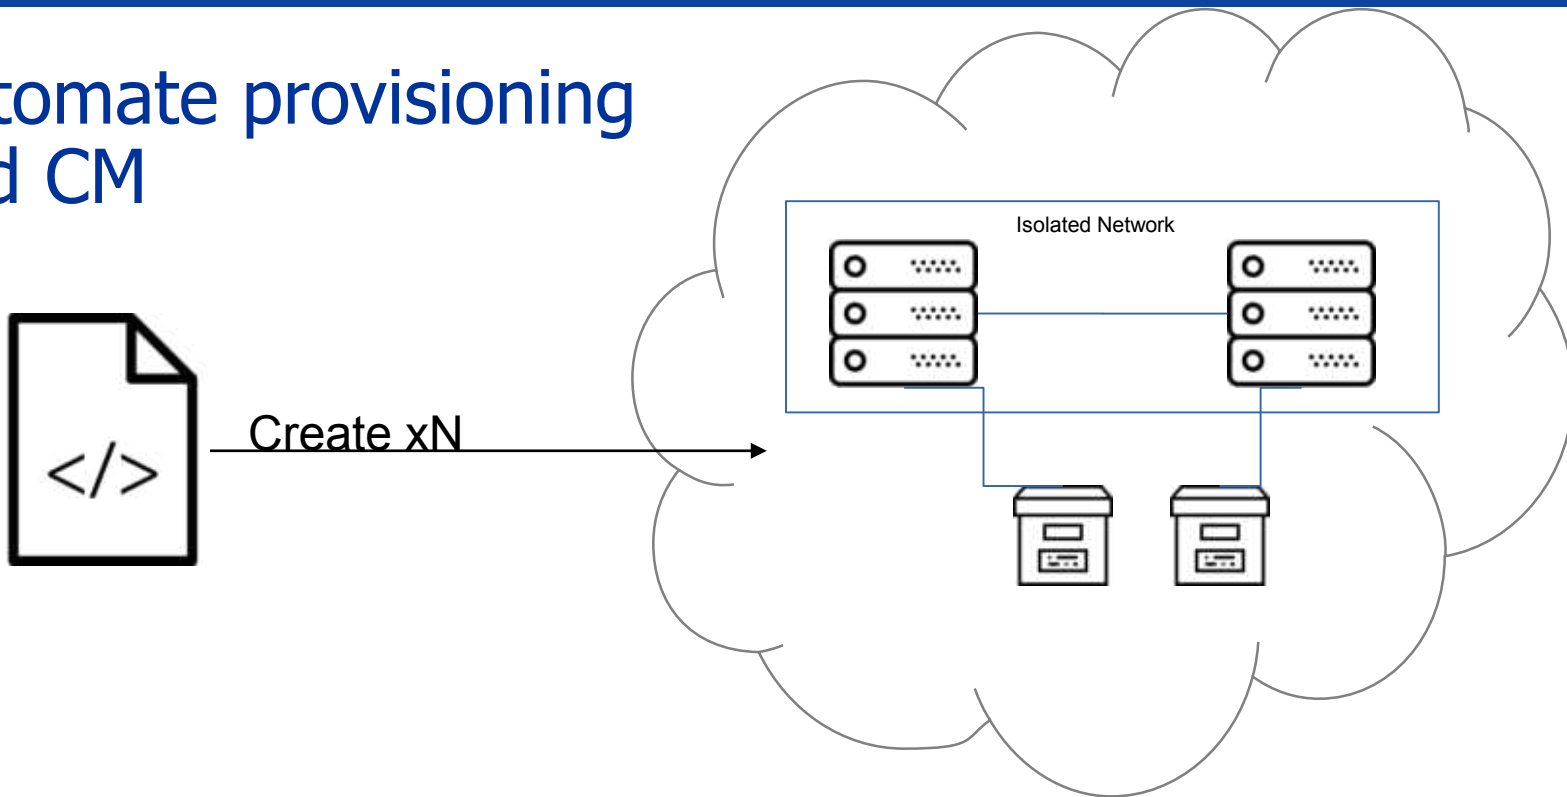 tomate provisioning
d CM
Isolated Network
Create xN
</>